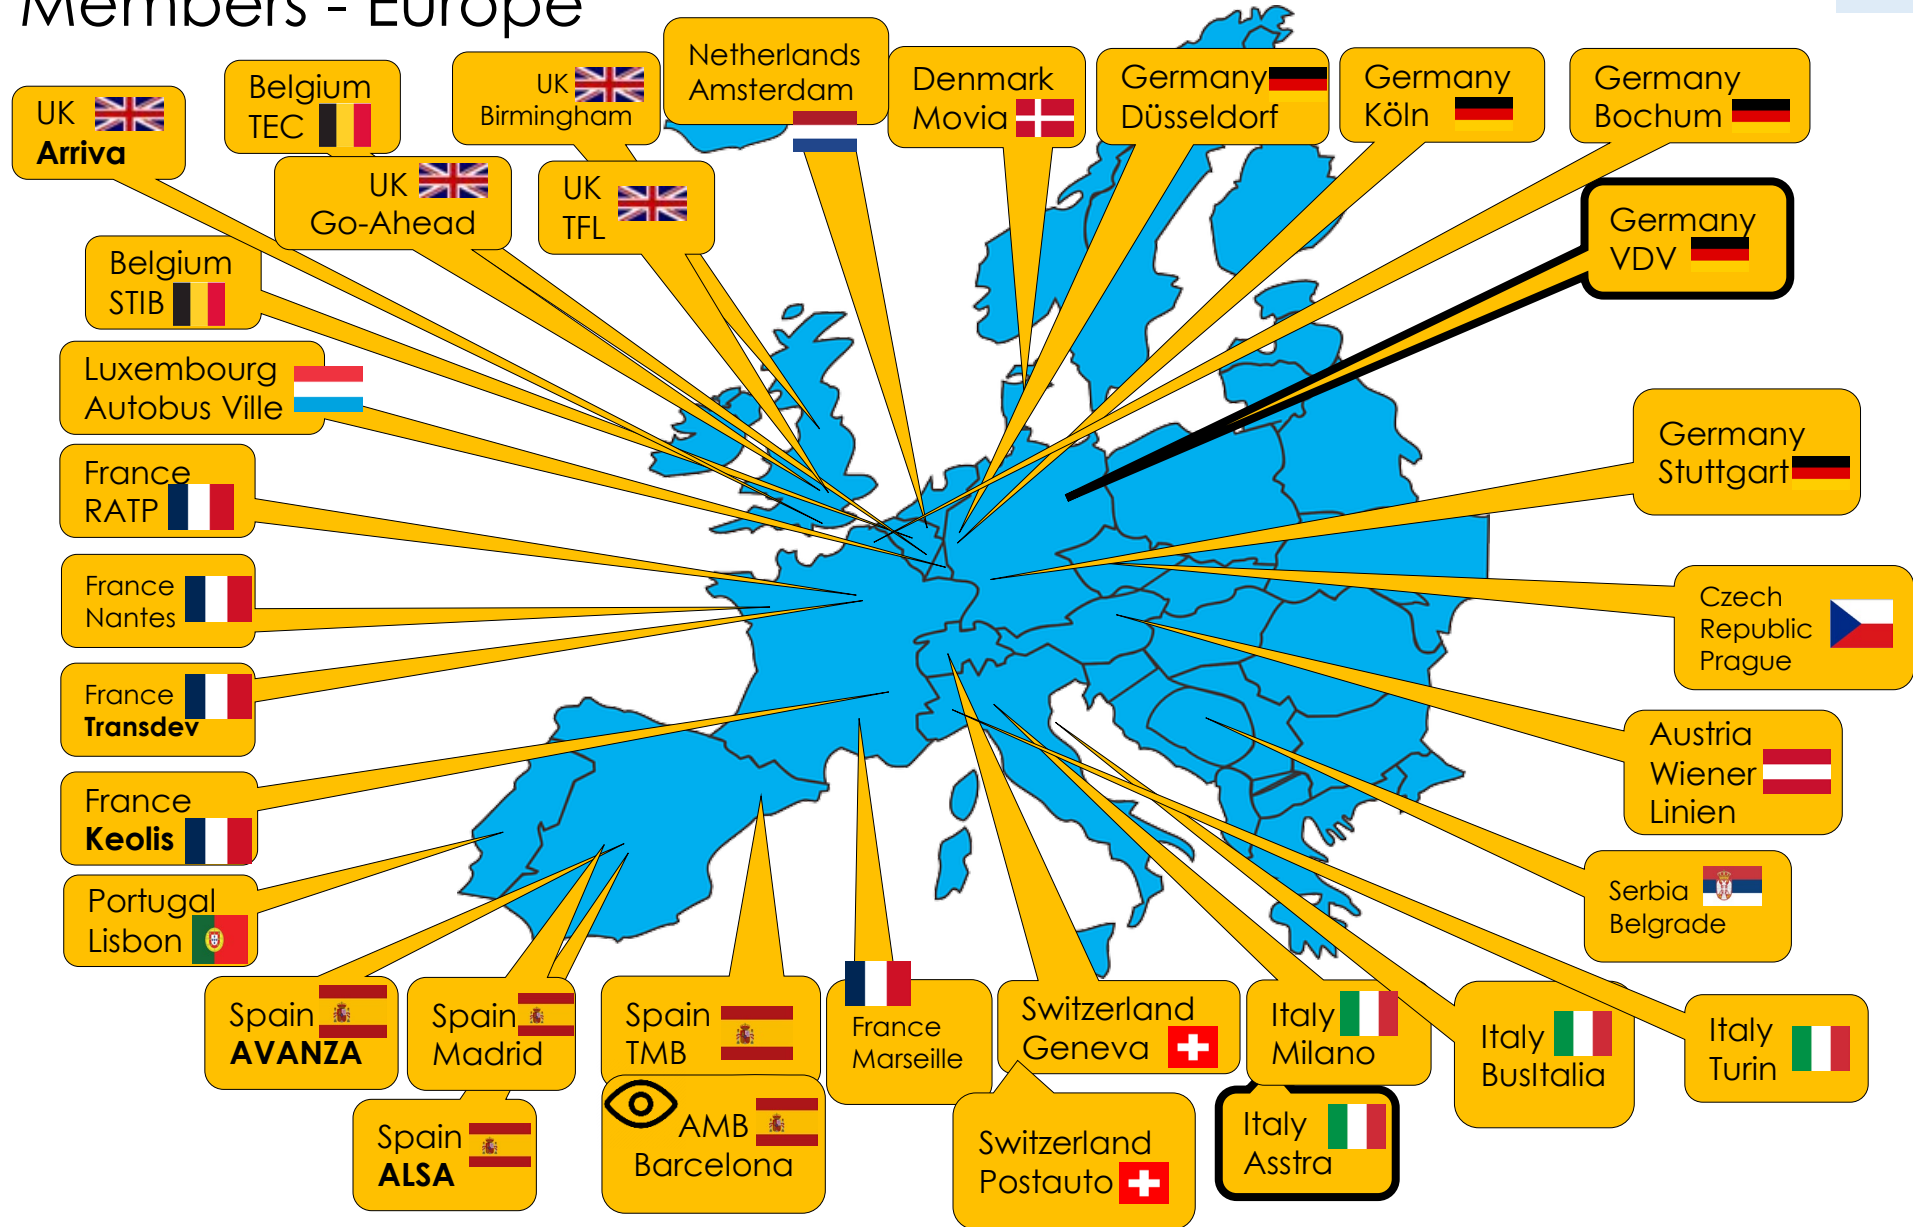 Members - Europe
UK
Arriva
Belgium
TEC
UK
Birmingham
Netherlands
Amsterdam
Denmark
Movia
Germany
Düsseldorf
Germany
Köln
Germany
Bochum
UK
Go-Ahead
UK
TFL
Germany
VDV
Belgium
STIB
Luxembourg
Autobus Ville
France
RATP
Germany
Stuttgart
France
Nantes
Czech
Republic
Prague
France
Transdev
Austria
Wiener
Linien
France
Keolis
Serbia
Belgrade
Portugal
Lisbon
Spain
AVANZA
Spain
Madrid
Spain
TMB
France
Marseille
Switzerland
Geneva
Italy
Milano
Italy
BusItalia
Italy
Turin
Spain
ALSA
AMB
Barcelona
Switzerland
Postauto
Italy
Asstra